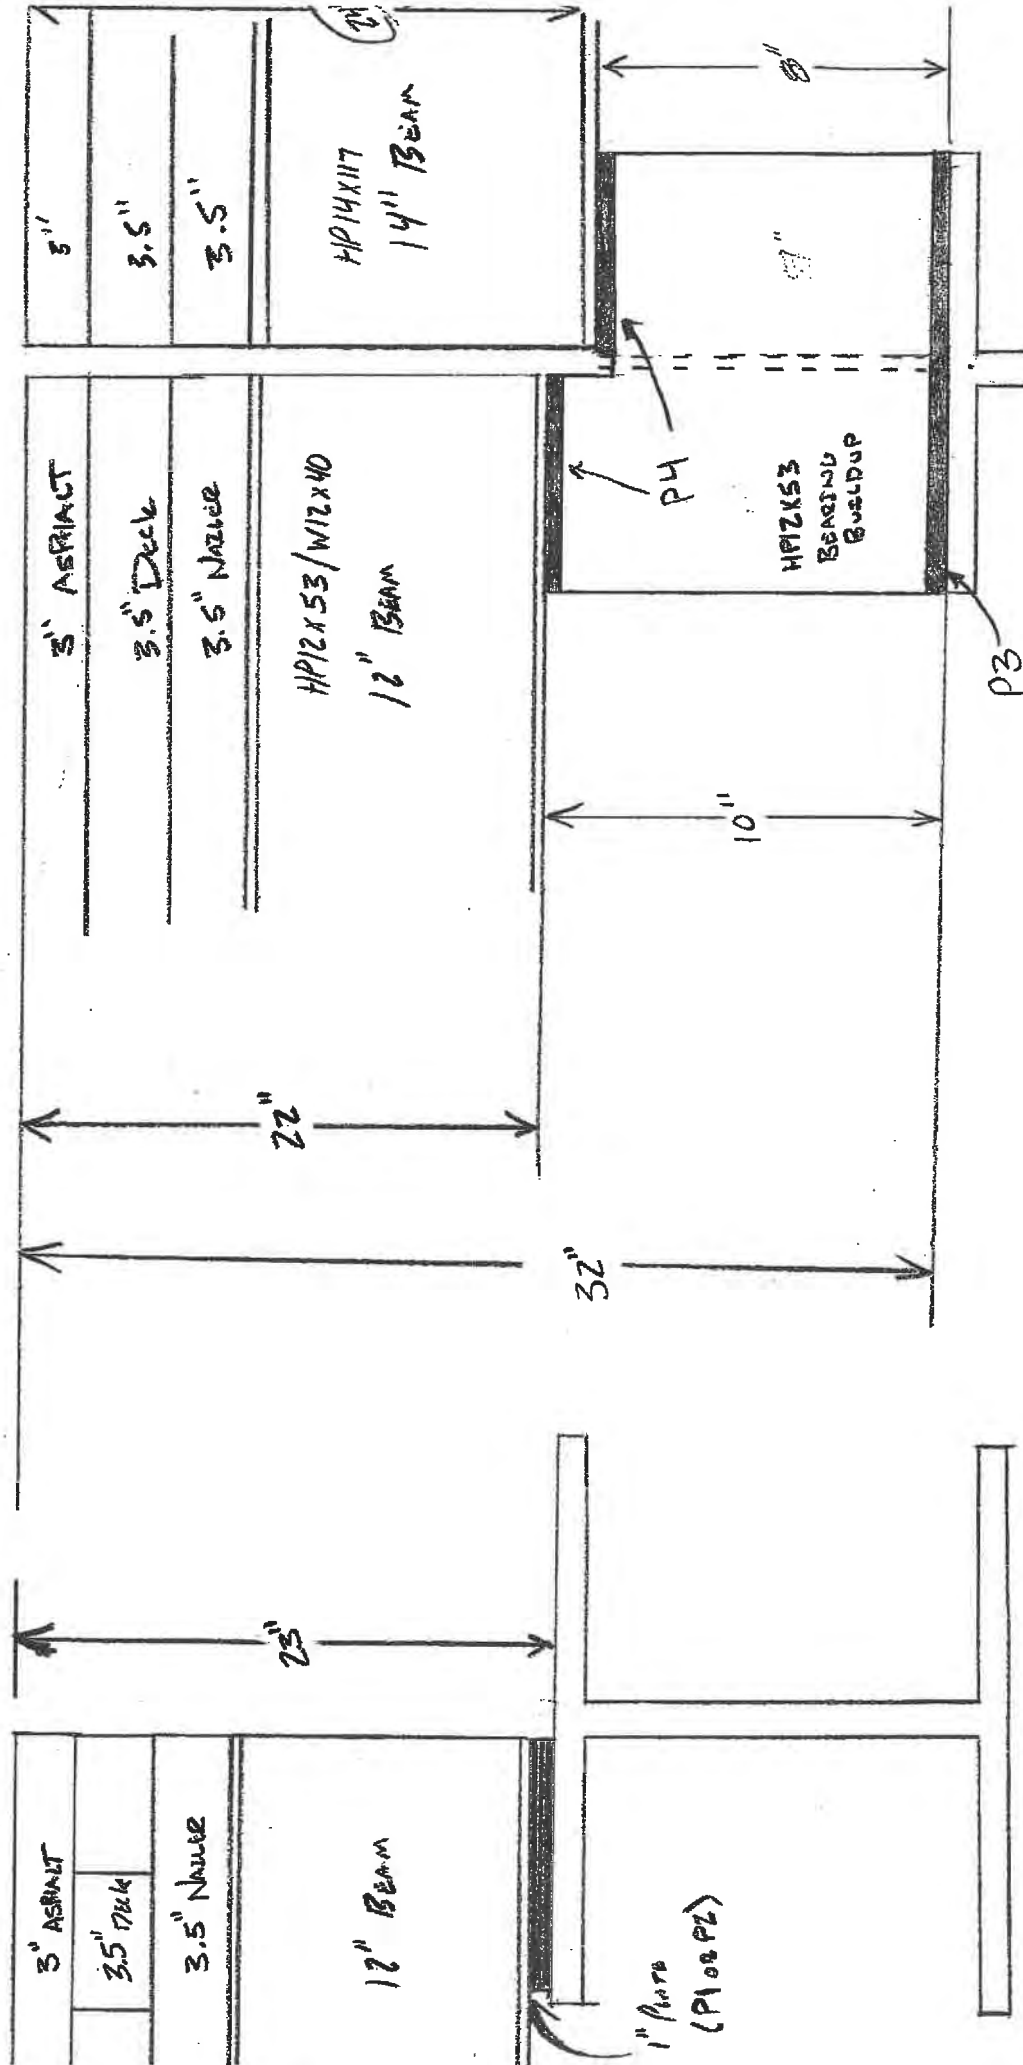 3" ASPHALT
3.5" DECK
3.5" NAILER
12" BEAM
1" PLATE
(P1 OR P2)
23"
32"
22"
3" ASPHALT
3.5" Deck
3.5" NAILER
HP12X53/W12X40
12" BEAM
10"
P4
HP12X53
BEARING
BUILDUP
P3
3"
3.5"
3.5"
HP14X117
14" BEAM
24"
8"